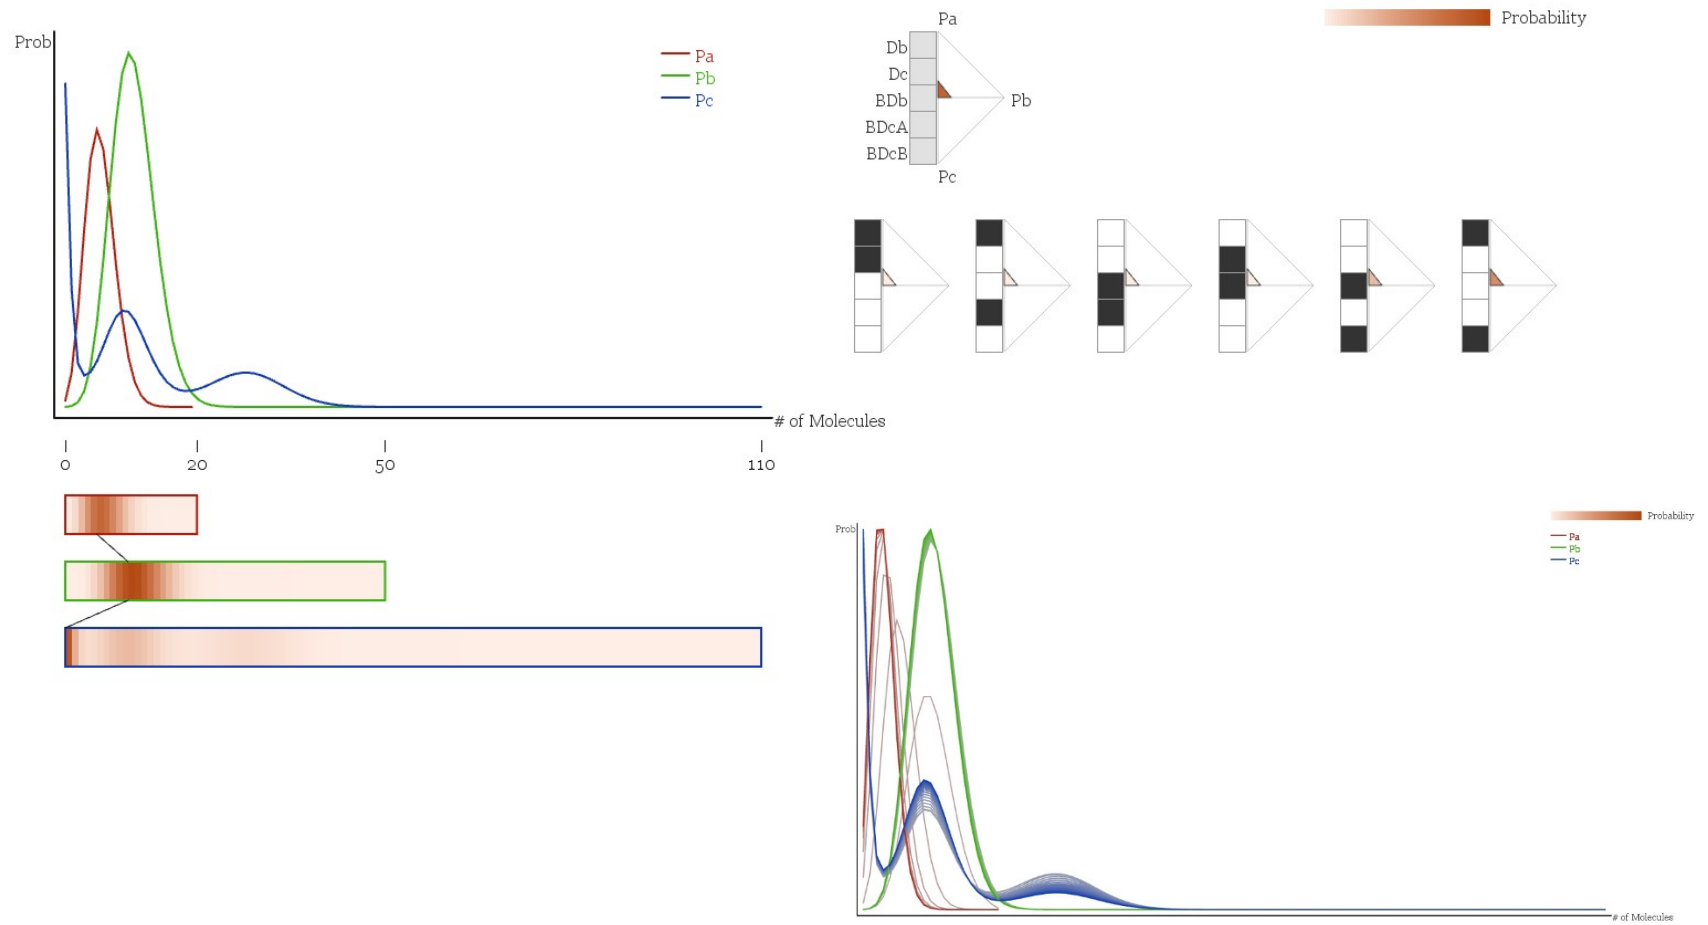 Prob
Pa
Pb
Pc
# of Molecules
0 20 50 110
Pa
Db
Dc
BDb
BDcA
BDcB
Pb
Pc
Probability
Prob
Probability
Pa
Pb
Pc
# of Molecules